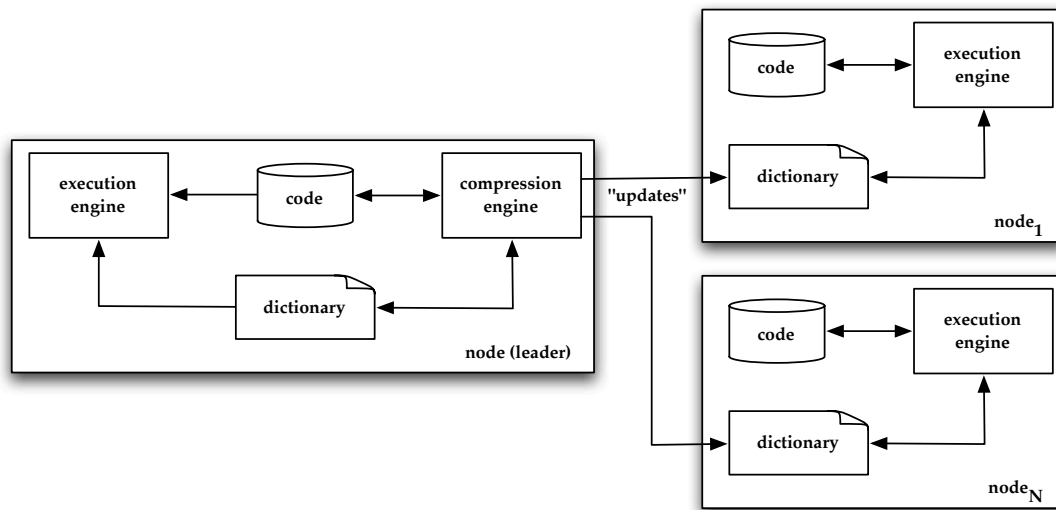 execution
engine
code
compression
engine
dictionary
node (leader)
"updates"
code
execution
engine
dictionary
node1
code
execution
engine
dictionary
nodeN